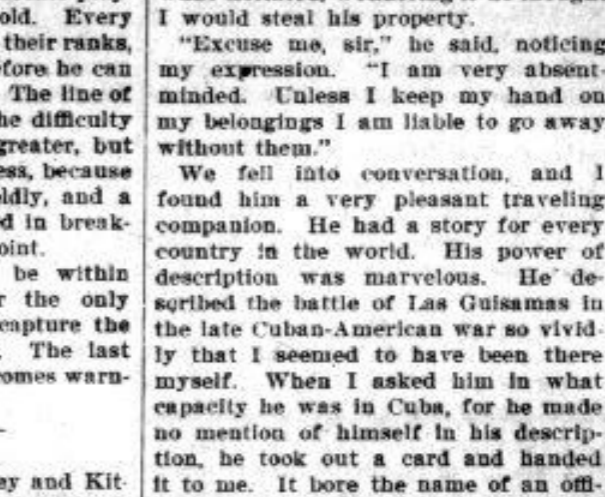 old. Every
their ranks,
efore he can
The line of
he difficulty
greater, but
ess, because
ldly, and a
d in break-
oint.
be within
r the only
capture the
. The last
omes warn-
ey and Kit-
I would steal his property.
"Excuse me, sir," he said, noticing
my expression. "I am very absent-
minded. Unless I keep my hand on
my belongings I am liable to go away
without them."
We fell into conversation, and I
found him a very pleasant traveling
companion. He had a story for every
country in the world. His power of
description was marvelous. He de-
scribed the battle of Las Guisamas in
the late Cuban-American war so vivid-
ly that I seemed to have been there
myself. When I asked him in what
capacity he was in Cuba, for he made
no mention of himself in his descrip-
tion, he took out a card and handed
it to me. It bore the name of an offi-